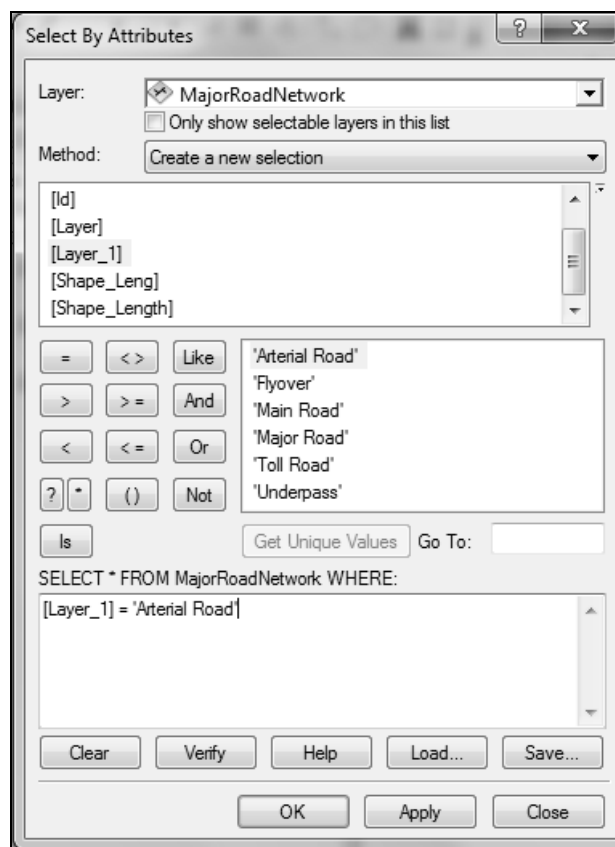 Select By Attributes ? x
Layer: MajorRoadNetwork
Only show selectable layers in this list
Method: Create a new selection
[Id]
[Layer]
[Layer_1]
[Shape_Leng]
[Shape_Length]
= < > Like
> > = And
< < = Or
? * ( ) Not
Is
'Arterial Road'
'Flyover'
'Main Road'
'Major Road'
'Toll Road'
'Underpass'
Get Unique Values Go To:
SELECT * FROM MajorRoadNetwork WHERE:
[Layer_1] = 'Arterial Road'
Clear Verify Help Load... Save...
OK Apply Close